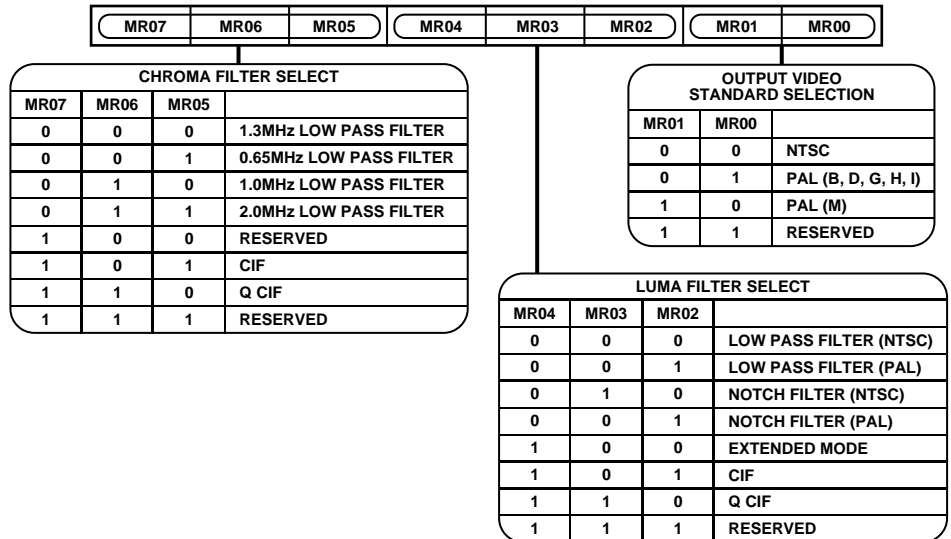 MR07 MR06 MR05 MR04 MR03 MR02 MR01 MR00
CHROMA FILTER SELECT
MR07 MR06 MR05
0 0 0 1.3MHz LOW PASS FILTER
0 0 1 0.65MHz LOW PASS FILTER
0 1 0 1.0MHz LOW PASS FILTER
0 1 1 2.0MHz LOW PASS FILTER
1 0 0 RESERVED
1 0 1 CIF
1 1 0 Q CIF
1 1 1 RESERVED
OUTPUT VIDEO
STANDARD SELECTION
MR01 MR00
0 0 NTSC
0 1 PAL (B, D, G, H, I)
1 0 PAL (M)
1 1 RESERVED
LUMA FILTER SELECT
MR04 MR03 MR02
0 0 0 LOW PASS FILTER (NTSC)
0 0 1 LOW PASS FILTER (PAL)
0 1 0 NOTCH FILTER (NTSC)
0 0 1 NOTCH FILTER (PAL)
1 0 0 EXTENDED MODE
1 0 1 CIF
1 1 0 Q CIF
1 1 1 RESERVED